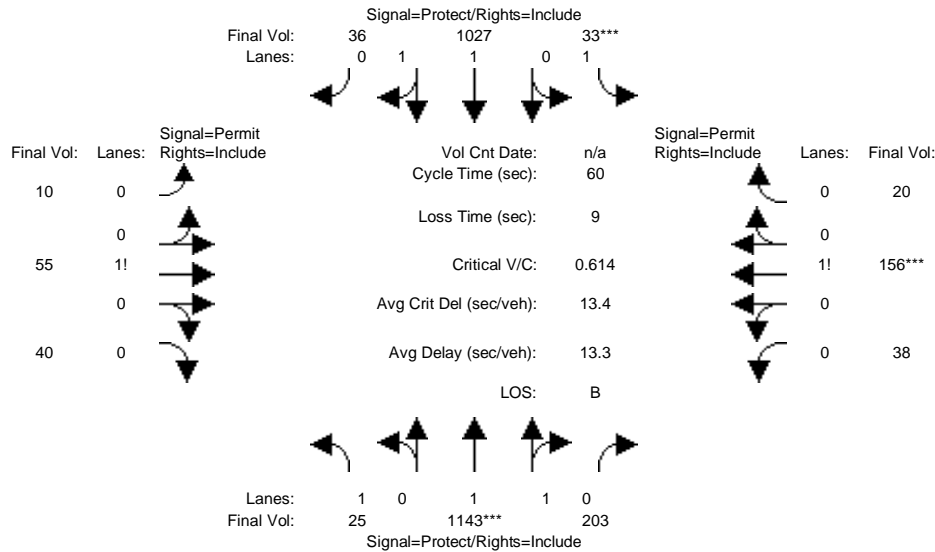 Signal=Protect/Rights=Include
Final Vol: 36 1027 33***
Lanes: 0 1 1 0 1
Signal=Permit
Final Vol: Lanes: Rights=Include
Vol Cnt Date: n/a
Signal=Permit
Rights=Include Lanes: Final Vol:
Cycle Time (sec): 60
10 0
0 20
Loss Time (sec): 9
0
0
55 1!
Critical V/C: 0.614
1! 156***
0
Avg Crit Del (sec/veh): 13.4
0
40 0
Avg Delay (sec/veh): 13.3
0 38
LOS: B
Lanes: 1 0 1 1 0
Final Vol: 25 1143*** 203
Signal=Protect/Rights=Include